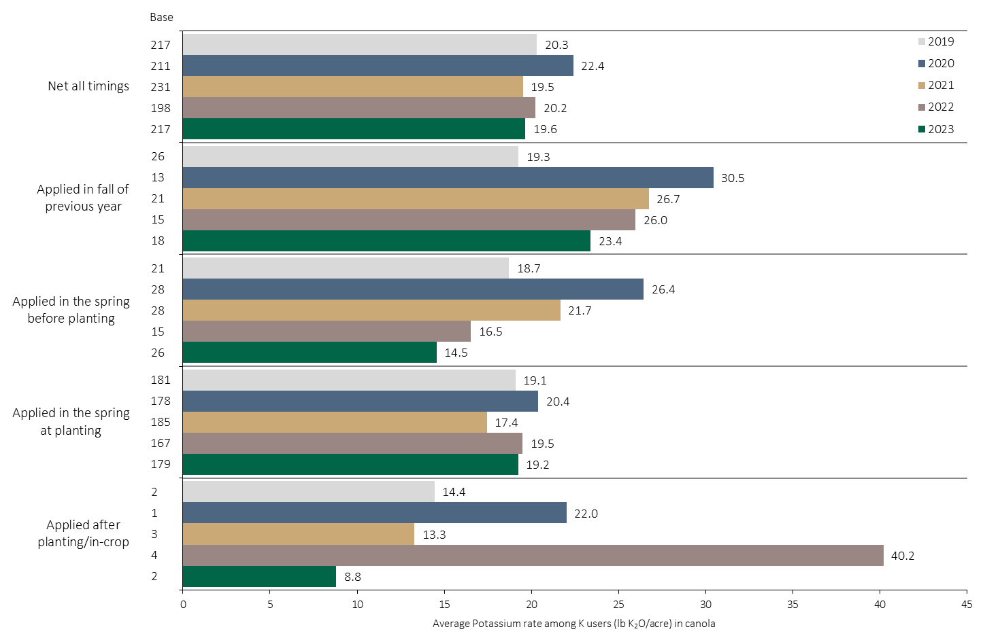 Base
217 20.3 2019
211 22.4 2020
Net all timings 231 19.5 2021
198 20.2 2022
217 19.6 2023
26 19.3
13 30.5
Applied in fall of
previous year
21 26.7
15 26.0
18 23.4
21 18.7
28 26.4
Applied in the spring
before planting
28 21.7
15 16.5
26 14.5
181 19.1
178 20.4
Applied in the spring
at planting
185 17.4
167 19.5
179 19.2
2 14.4
1 22.0
Applied after
planting/in-crop
3 13.3
4 40.2
2 8.8
0 5 10 15 20 25 30 35 40 45
Average Potassium rate among K users (lb K₂O/acre) in canola